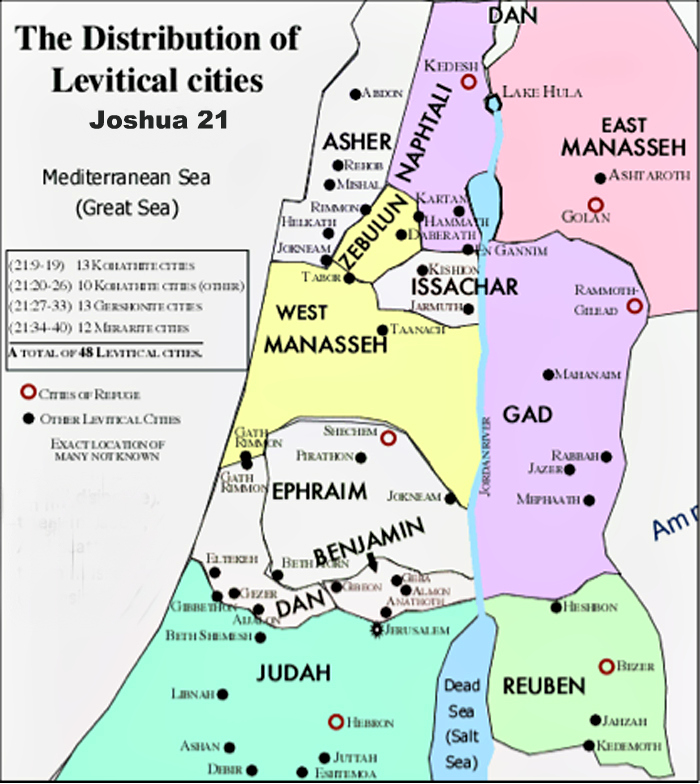 The Distribution of
Levitical cities
Joshua 21
Mediterranean Sea
(Great Sea)
(21:9-19) 13 KOHATHITE CITIES
(21:20-26) 10 KOHATHITE CITIES (OTHER)
(21:27-33) 13 GERSHONITE CITIES
(21:34-40) 12 MERARITE CITIES
A TOTAL OF 48 LEVITICAL CITIES.
CITIES OF REFUGE
OTHER LEVITICAL CITIES
EXACT LOCATION OF
MANY NOT KNOWN
DAN
KEDESH
LAKE HULA
ABDON
NAPHTALI
ASHER
EAST
MANASSEH
REHOB
ASHTAROTH
MISHAL
GOLAN
RIMMON
KARTAN
HELKATH
HAMMATH
ZEBULUN
DABERATH
JOKNEAM
EN GANNIM
TABOR
KISHION
ISSACHAR
JARMUTH
RAMMOTH-
GILEAD
WEST
MANASSEH
TAANACH
MAHANAIM
GAD
JORDAN RIVER
SHECHEM
GATH
RIMMON
PIRATHON
RABBAH
JAZER
GATH
RIMMON
EPHRAIM
JOKNEAM
MEPHAATH
Am
BENJAMIN
ELTEKEH
BETH HORN
GIBEON
GEBA
ALMON
ANATHOTH
GEZER
GIBBETHON
DAN
AIJALON
HESHBON
JERUSALEM
BETH SHEMESH
JUDAH
BEZER
REUBEN
Dead
Sea
(Salt
Sea)
LIBNAH
HEBRON
JAHZAH
KEDEMOTH
ASHAN
JUTTAH
DEBIR
ESHTEMOA